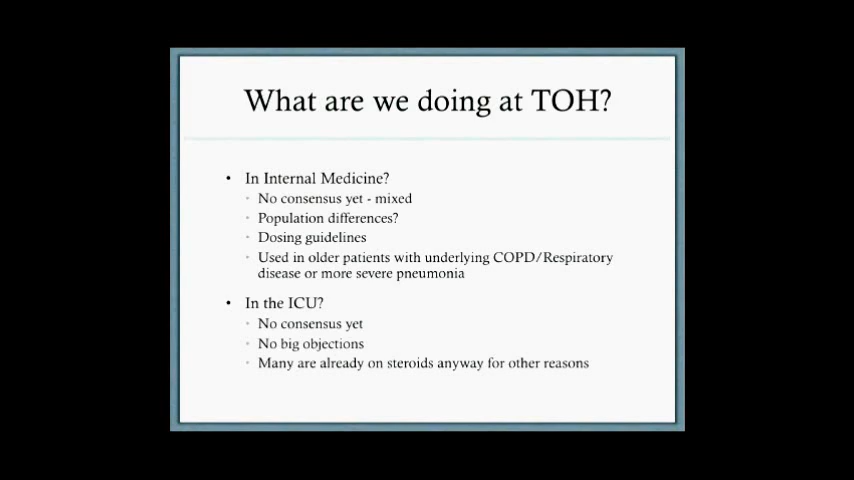 What are we doing at TOH?
• In Internal Medicine?
• No consensus yet - mixed
• Population differences?
• Dosing guidelines
• Used in older patients with underlying COPD/Respiratory
disease or more severe pneumonia
• In the ICU?
• No consensus yet
• No big objections
• Many are already on steroids anyway for other reasons